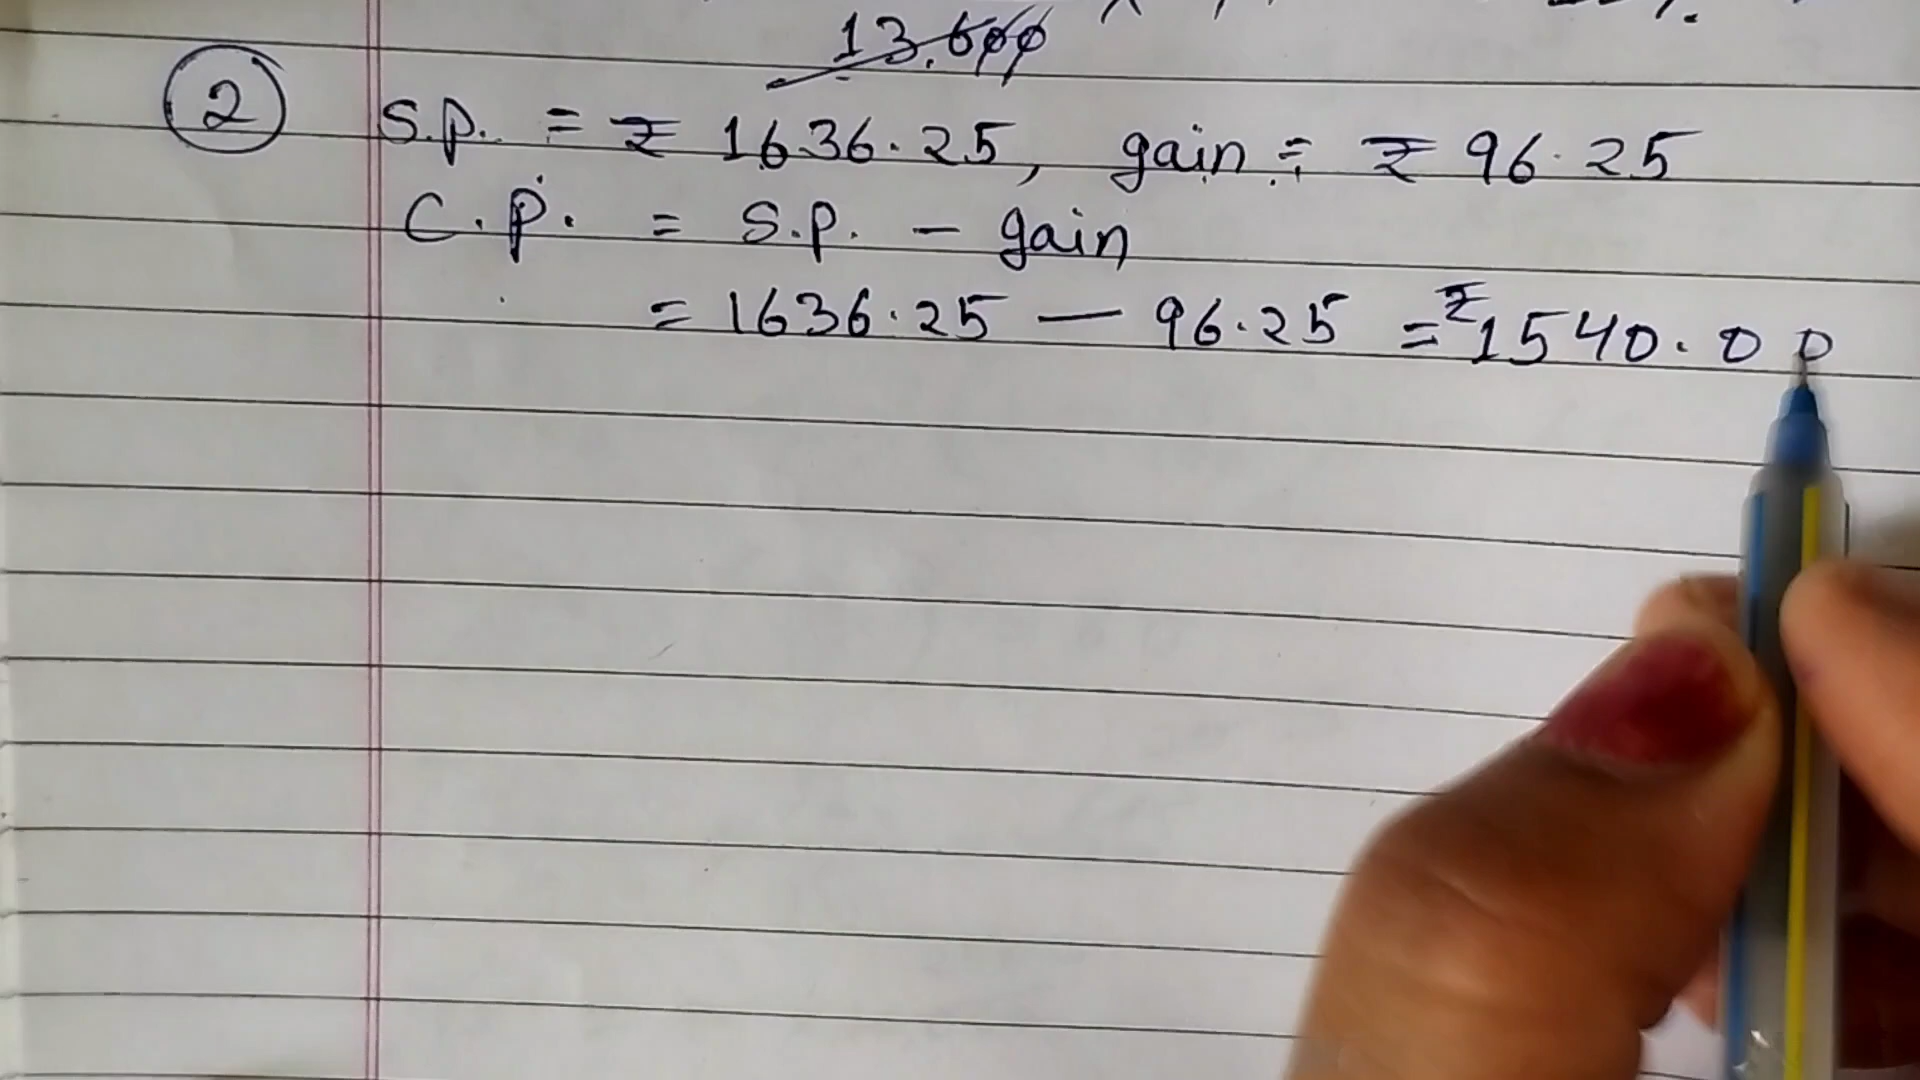 13.600
2 S.P. = ₹ 1636.25, gain = ₹ 96.25
C.P. = S.P. - gain
= 1636.25 — 96.25 = ₹1540.00